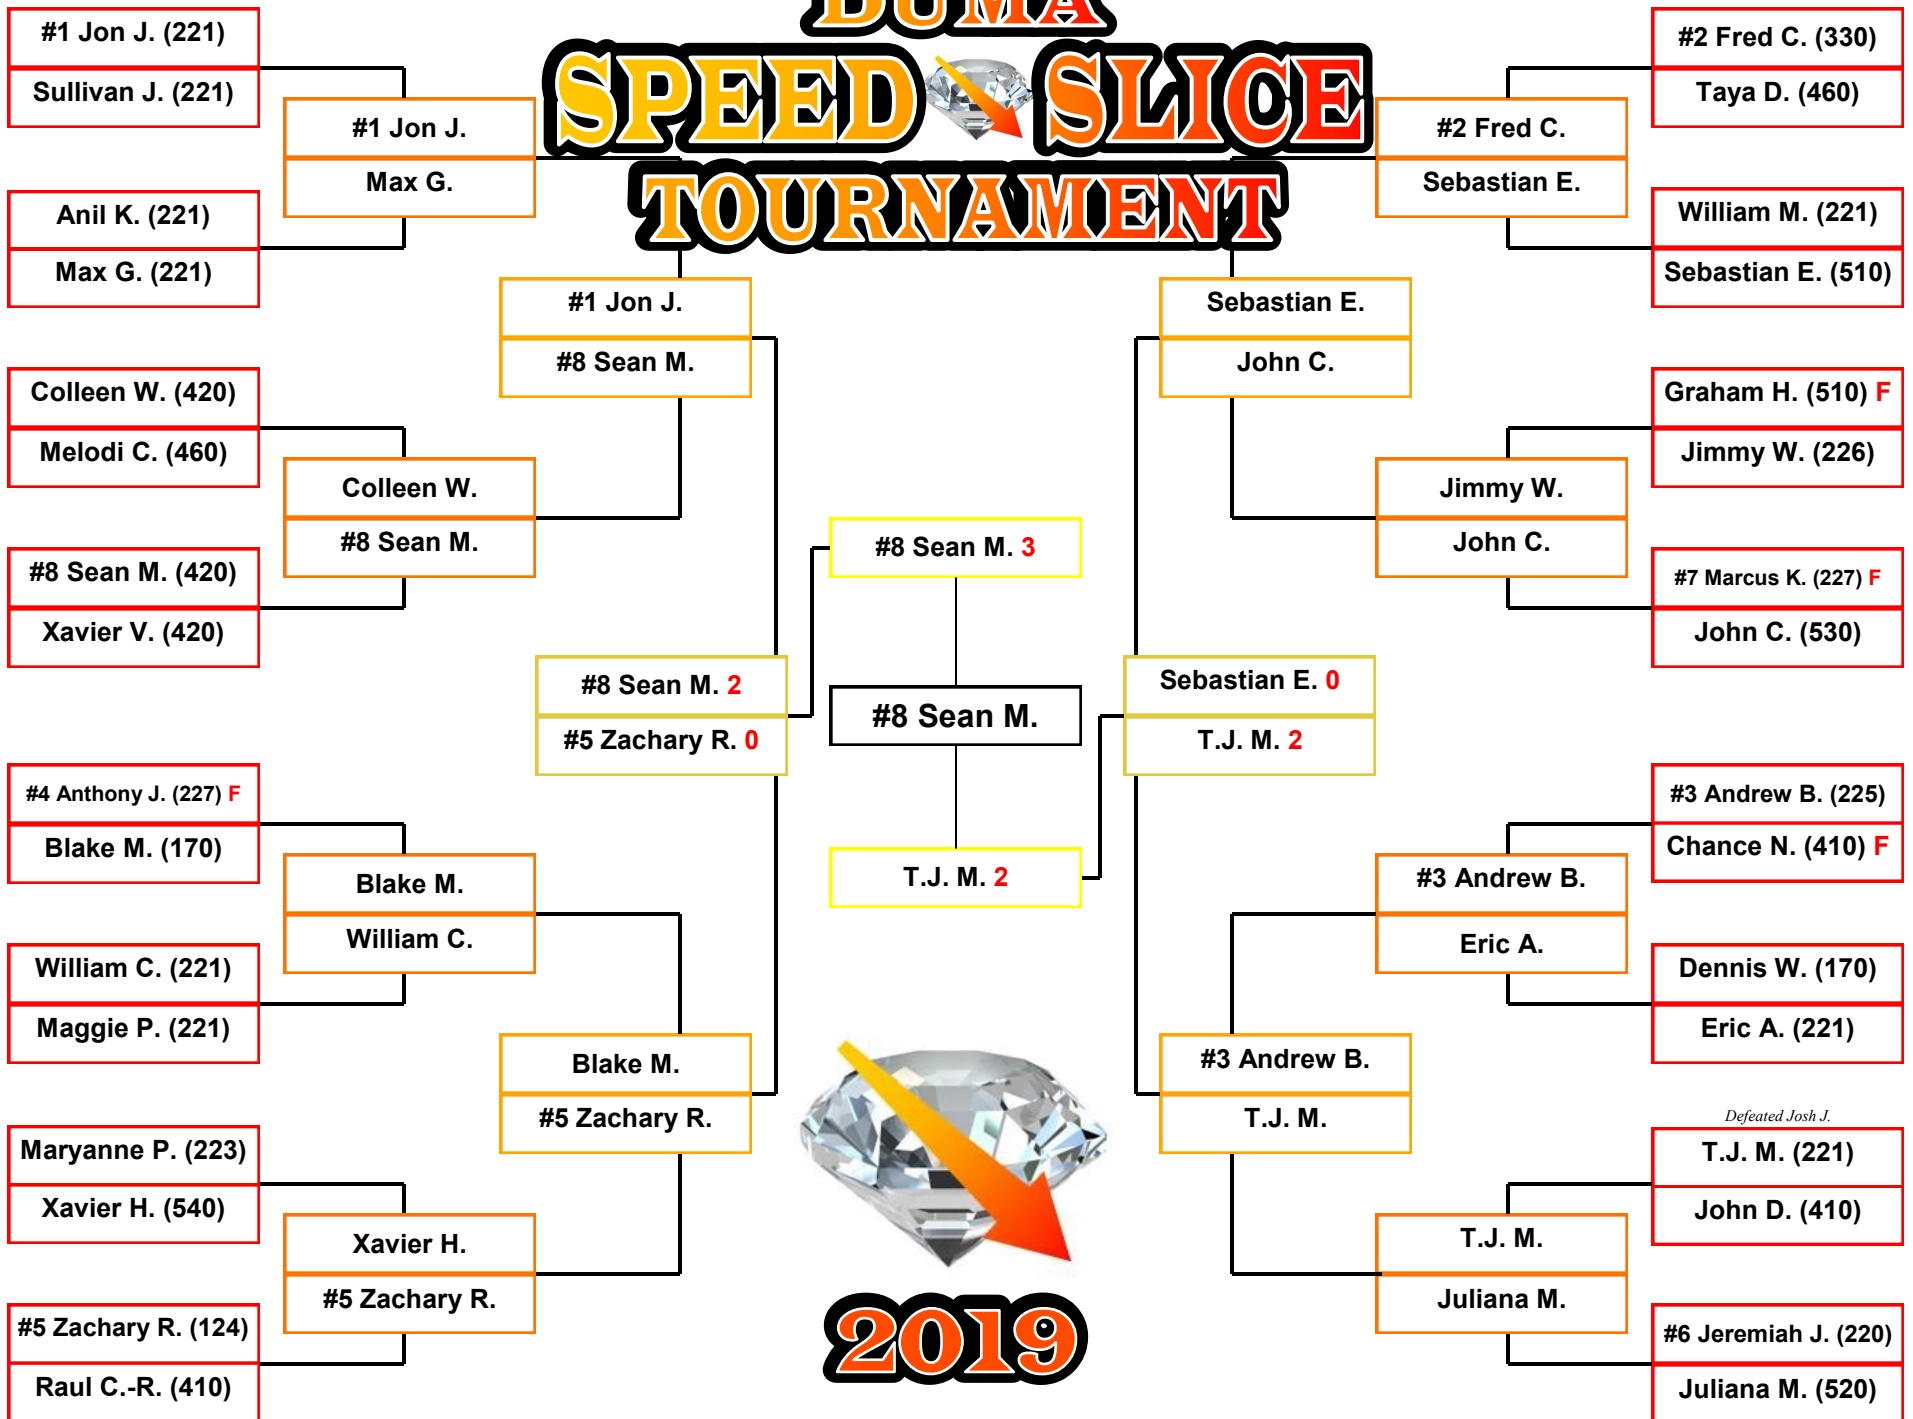 DUMA
SPEED SLICE
TOURNAMENT
#1 Jon J. (221)
Sullivan J. (221)
Anil K. (221)
Max G. (221)
Colleen W. (420)
Melodi C. (460)
#8 Sean M. (420)
Xavier V. (420)
#4 Anthony J. (227) F
Blake M. (170)
William C. (221)
Maggie P. (221)
Maryanne P. (223)
Xavier H. (540)
#5 Zachary R. (124)
Raul C.-R. (410)
#1 Jon J.
Max G.
Colleen W.
#8 Sean M.
Blake M.
William C.
Xavier H.
#5 Zachary R.
#1 Jon J.
#8 Sean M.
Blake M.
#5 Zachary R.
#8 Sean M. 2
#5 Zachary R. 0
#8 Sean M. 3
#8 Sean M.
T.J. M. 2
Sebastian E. 0
T.J. M. 2
Sebastian E.
John C.
#3 Andrew B.
T.J. M.
#2 Fred C.
Sebastian E.
Jimmy W.
John C.
#3 Andrew B.
Eric A.
T.J. M.
Juliana M.
#2 Fred C. (330)
Taya D. (460)
William M. (221)
Sebastian E. (510)
Graham H. (510) F
Jimmy W. (226)
#7 Marcus K. (227) F
John C. (530)
#3 Andrew B. (225)
Chance N. (410) F
Dennis W. (170)
Eric A. (221)
Defeated Josh J.
T.J. M. (221)
John D. (410)
#6 Jeremiah J. (220)
Juliana M. (520)
2019